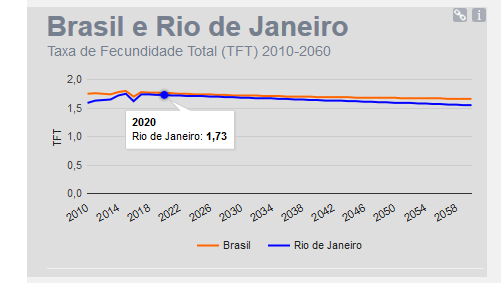 Brasil e Rio de Janeiro
Taxa de Fecundidade Total (TFT) 2010-2060
2,0
1,5
1,0
0,5
0,0
TFT
2020
Rio de Janeiro: 1,73
2010 2014 2018 2022 2026 2030 2034 2038 2042 2046 2050 2054 2058
Brasil Rio de Janeiro